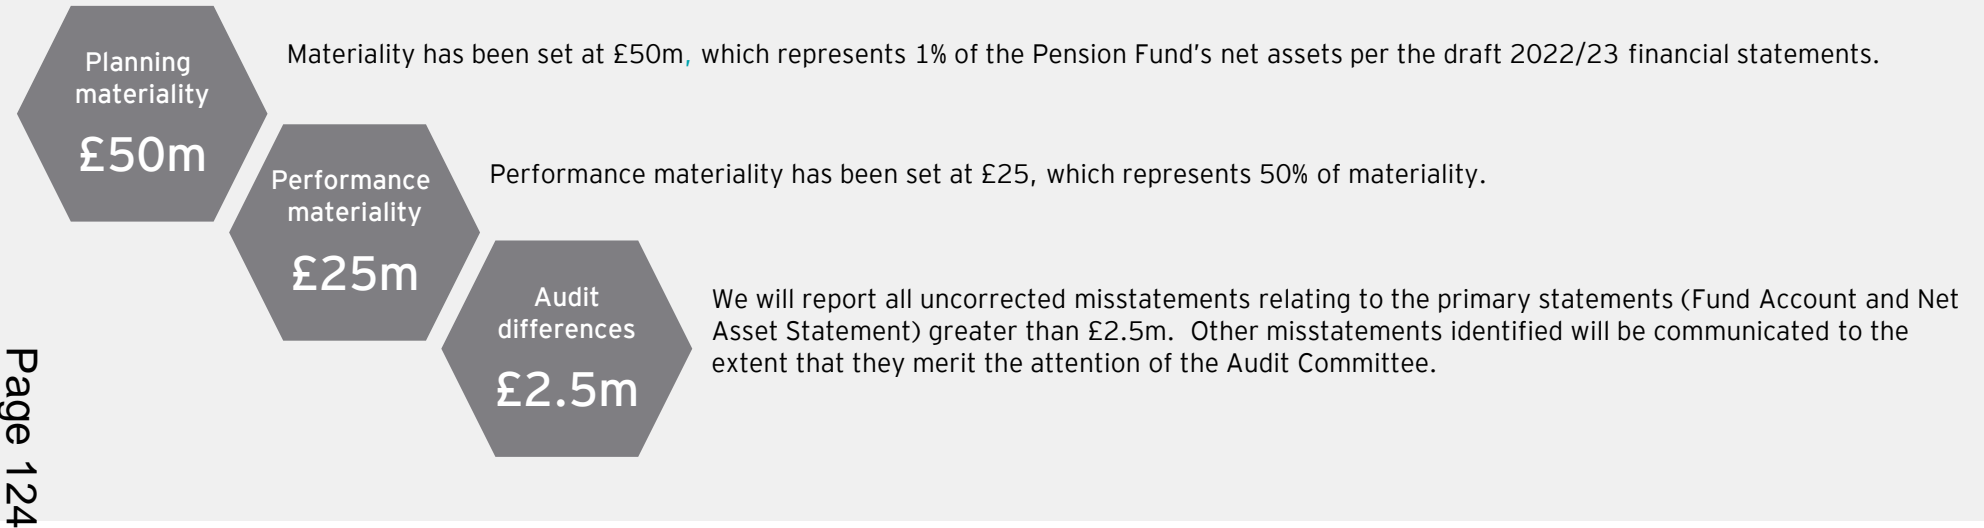 Planning
materiality
£50m
Materiality has been set at £50m, which represents 1% of the Pension Fund's net assets per the draft 2022/23 financial statements.
Performance
materiality
£25m
Performance materiality has been set at £25, which represents 50% of materiality.
Audit
differences
£2.5m
We will report all uncorrected misstatements relating to the primary statements (Fund Account and Net
Asset Statement) greater than £2.5m.  Other misstatements identified will be communicated to the
extent that they merit the attention of the Audit Committee.
Page 124